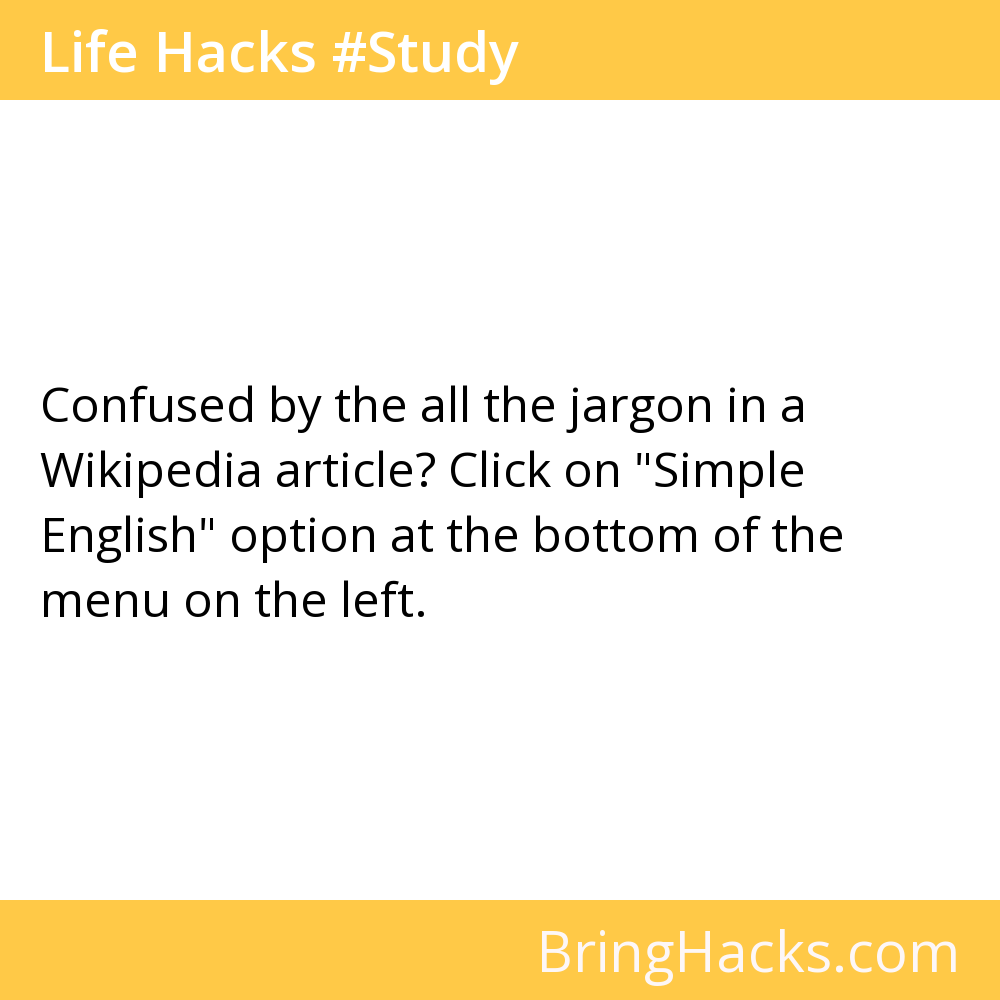 Life Hacks #Study
Confused by the all the jargon in a
Wikipedia article? Click on "Simple
English" option at the bottom of the
menu on the left.
BringHacks.com